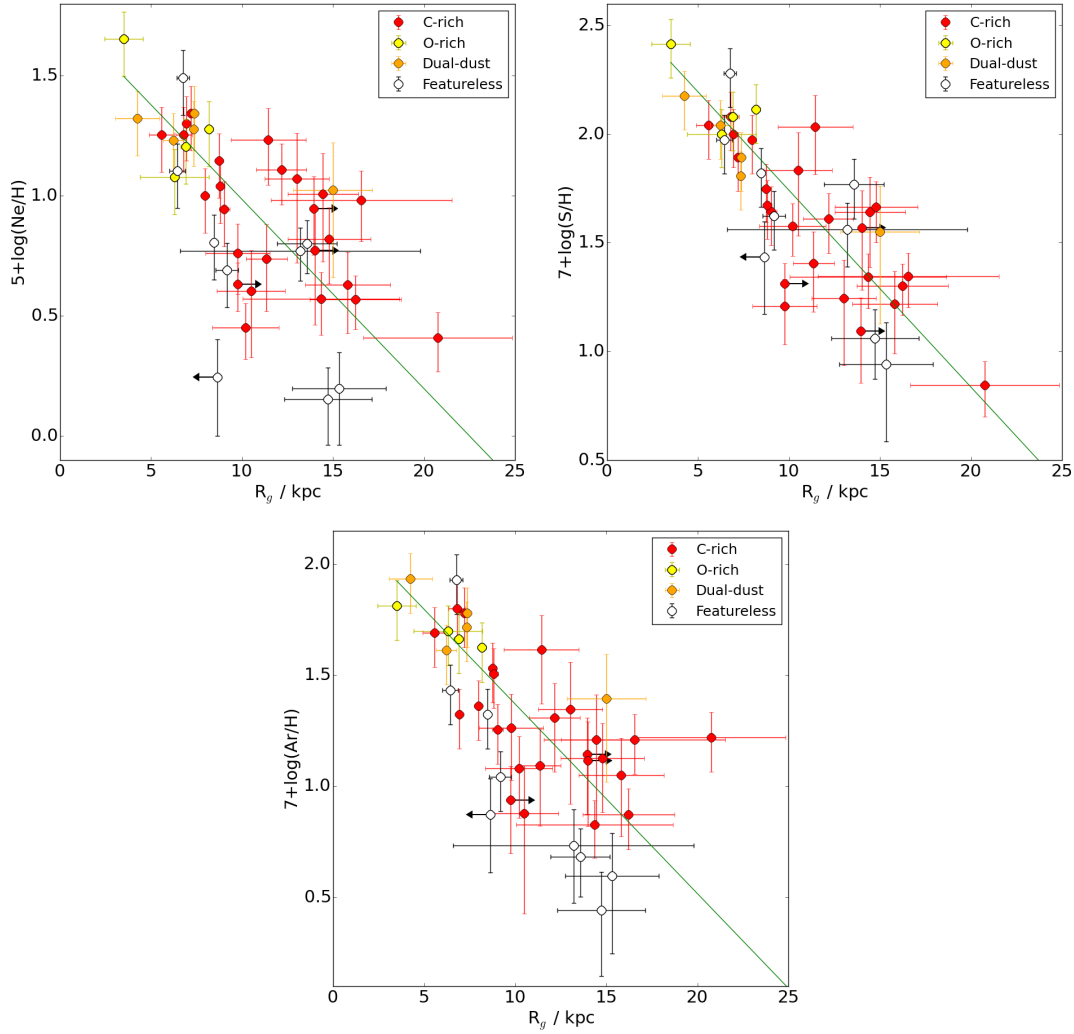 5+log(Ne/H)
1.5
1.0
0.5
0.0
C-rich
O-rich
Dual-dust
Featureless
0 5 10 15 20 25
R_g / kpc
7+log(S/H)
2.5
2.0
1.5
1.0
0.5
C-rich
O-rich
Dual-dust
Featureless
0 5 10 15 20 25
R_g / kpc
7+log(Ar/H)
2.0
1.5
1.0
0.5
C-rich
O-rich
Dual-dust
Featureless
0 5 10 15 20 25
R_g / kpc